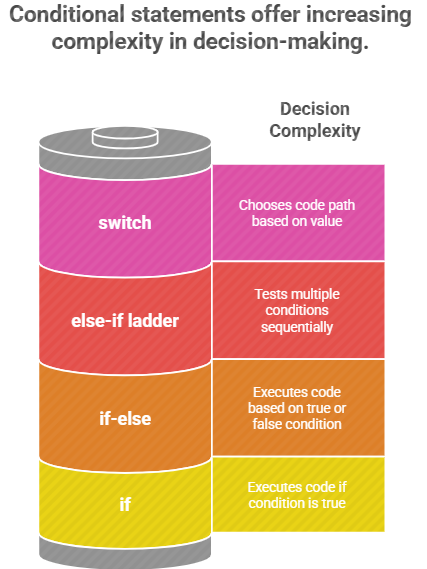 Conditional statements offer increasing
complexity in decision-making.
Decision
Complexity
switch
Chooses code path
based on value
else-if ladder
Tests multiple
conditions
sequentially
if-else
Executes code
based on true or
false condition
if
Executes code if
condition is true